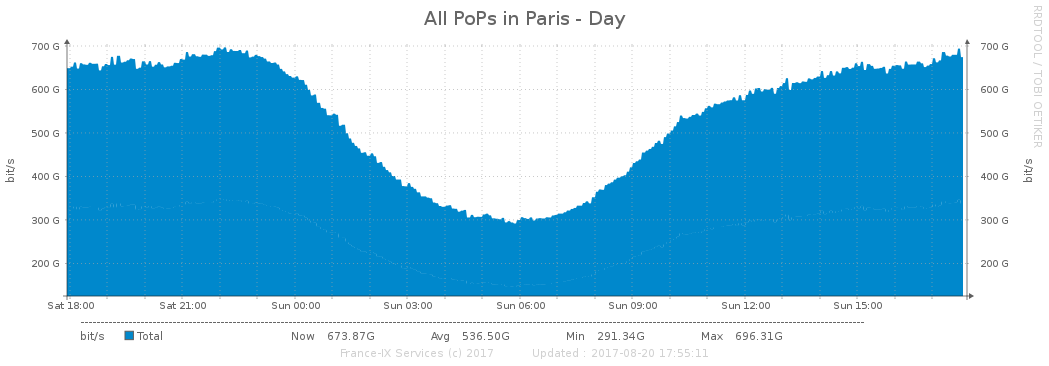 All PoPs in Paris - Day
RRDTOOL / TOBI OETIKER
700 G 700 G
600 G 600 G
500 G 500 G
400 G 400 G
300 G 300 G
200 G 200 G
bit/s bit/s
Sat 18:00 Sat 21:00 Sun 00:00 Sun 03:00 Sun 06:00 Sun 09:00 Sun 12:00 Sun 15:00
bit/s Total Now 673.87G Avg 536.50G Min 291.34G Max 696.31G
France-IX Services (c) 2017 Updated : 2017-08-20 17:55:11